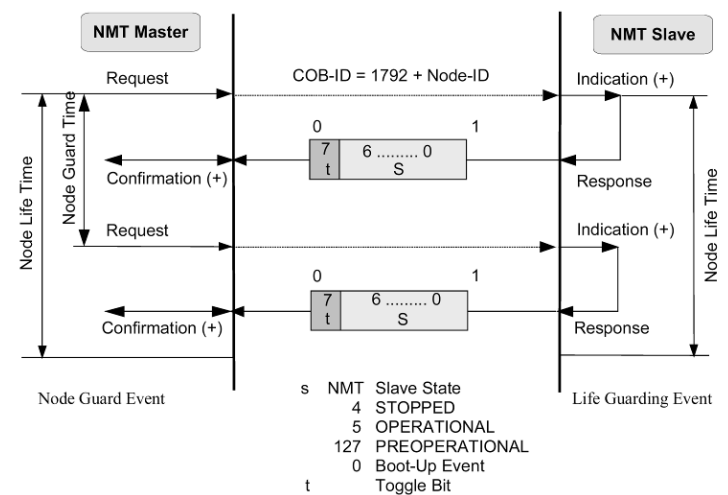 NMT Master
NMT Slave
Request
COB-ID = 1792 + Node-ID
Indication (+)
0 1
7 6 ......... 0
t S
Confirmation (+)
Response
Node Life Time
Node Guard Time
Node Life Time
Request
Indication (+)
0 1
7 6 ......... 0
t S
Confirmation (+)
Response
Node Guard Event
Life Guarding Event
s NMT Slave State
4 STOPPED
5 OPERATIONAL
127 PREOPERATIONAL
0 Boot-Up Event
t Toggle Bit